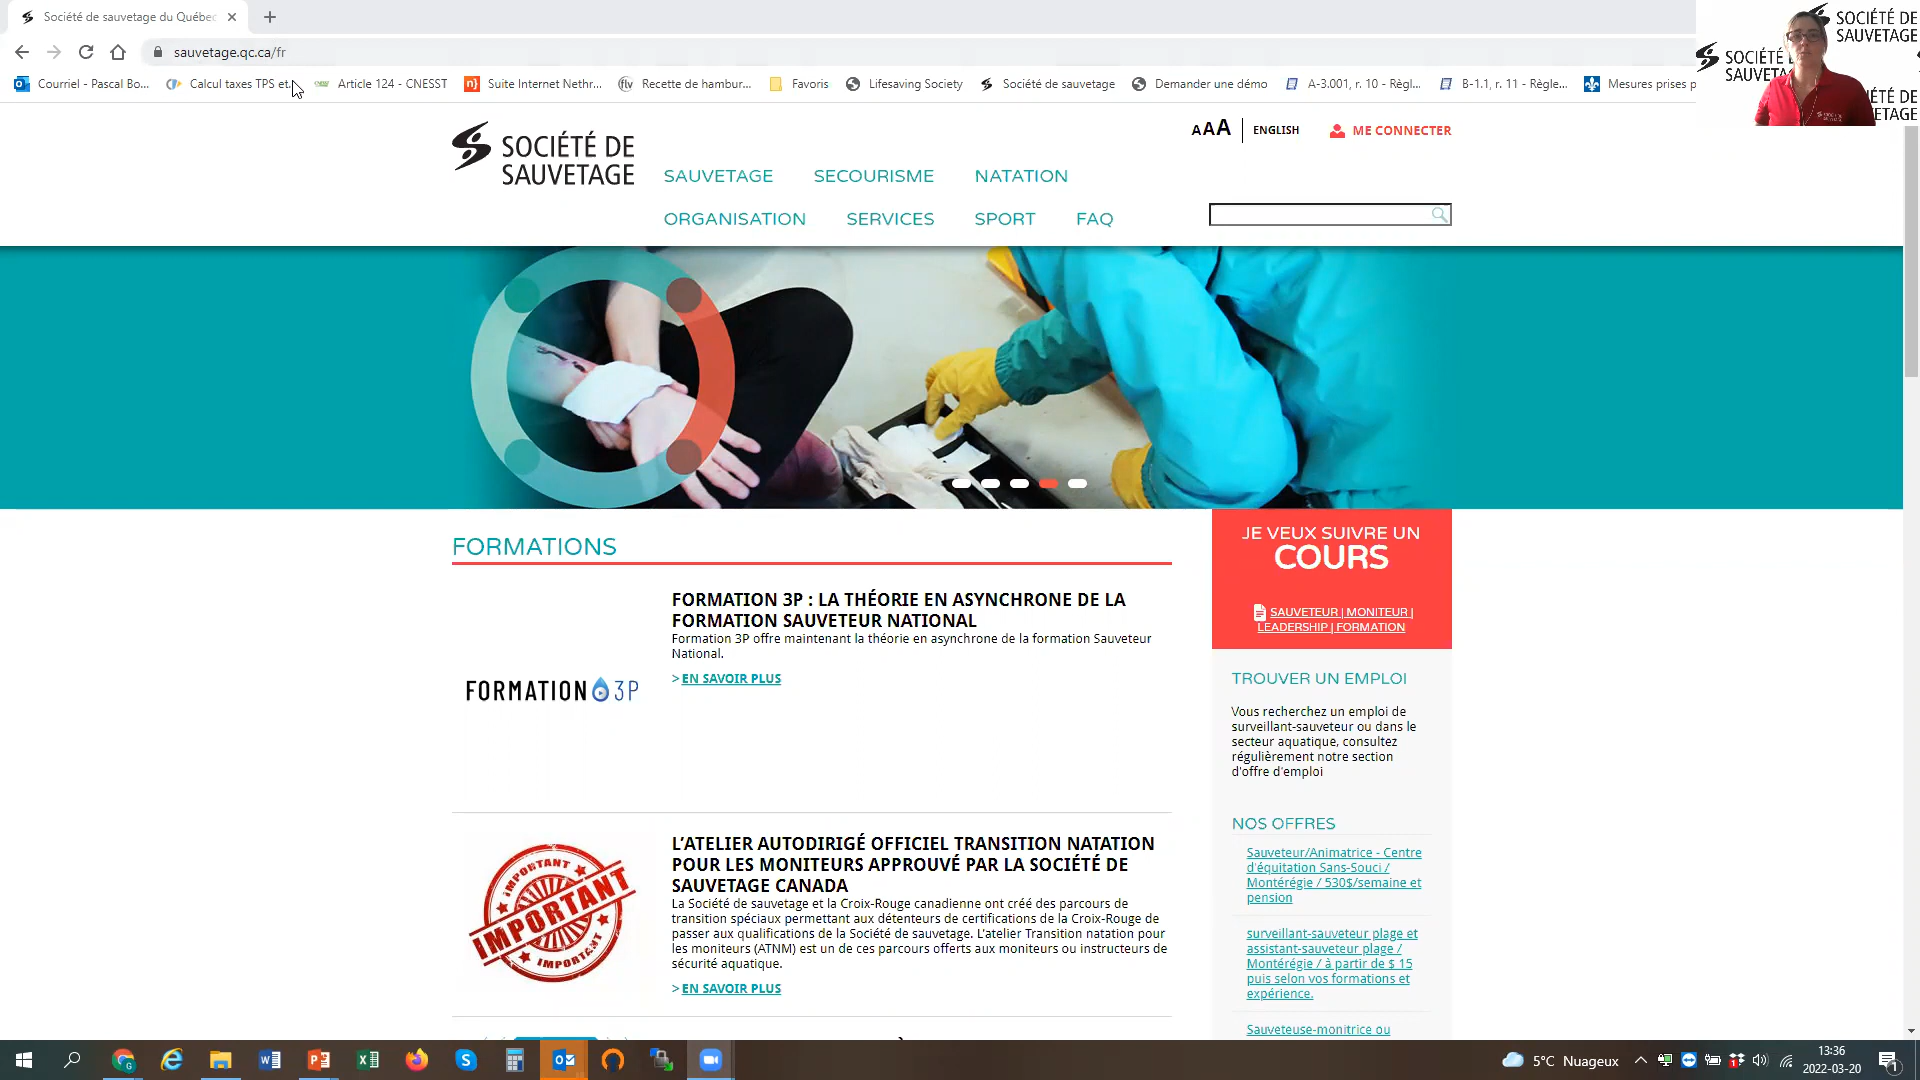 Société de sauvetage du Québec
sauvetage.qc.ca/fr
Courriel - Pascal Bo...
Calcul taxes TPS et...
Article 124 - CNESST
Suite Internet Nethr...
Recette de hambur...
Favoris
Lifesaving Society
Société de sauvetage
Demander une démo
A-3.001, r. 10 - Règl...
B-1.1, r. 11 - Règle...
Mesures prises p
SOCIÉTÉ DE
SAUVETAGE
A A A
ENGLISH
ME CONNECTER
SAUVETAGE
SECOURISME
NATATION
ORGANISATION
SERVICES
SPORT
FAQ
FORMATIONS
FORMATION 3P : LA THÉORIE EN ASYNCHRONE DE LA
FORMATION SAUVETEUR NATIONAL
Formation 3P offre maintenant la théorie en asynchrone de la formation Sauveteur
National.
> EN SAVOIR PLUS
FORMATION 3P
L'ATELIER AUTODIRIGÉ OFFICIEL TRANSITION NATATION
POUR LES MONITEURS APPROUVÉ PAR LA SOCIÉTÉ DE
SAUVETAGE CANADA
La Société de sauvetage et la Croix-Rouge canadienne ont créé des parcours de
transition spéciaux permettant aux détenteurs de certifications de la Croix-Rouge de
passer aux qualifications de la Société de sauvetage. L'atelier Transition natation pour
les moniteurs (ATNM) est un de ces parcours offerts aux moniteurs ou instructeurs de
sécurité aquatique.
> EN SAVOIR PLUS
IMPORTANT
IMPORTANT
IMPORTANT
JE VEUX SUIVRE UN
COURS
SAUVETEUR | MONITEUR |
LEADERSHIP | FORMATION
TROUVER UN EMPLOI
Vous recherchez un emploi de
surveillant-sauveteur ou dans le
secteur aquatique, consultez
régulièrement notre section
d'offre d'emploi
NOS OFFRES
Sauveteur/Animatrice - Centre
d'équitation Sans-Souci /
Montérégie / 530$/semaine et
pension
surveillant-sauveteur plage et
assistant-sauveteur plage /
Montérégie / à partir de $ 15
puis selon vos formations et
expérience.
Sauveteuse-monitrice ou
SOCIÉTÉ DE
SAUVETAGE
SOCIÉ
SAUVETA
ÉTÉ DE
ETAGE
5°C Nuageux
13:36
2022-03-20
1